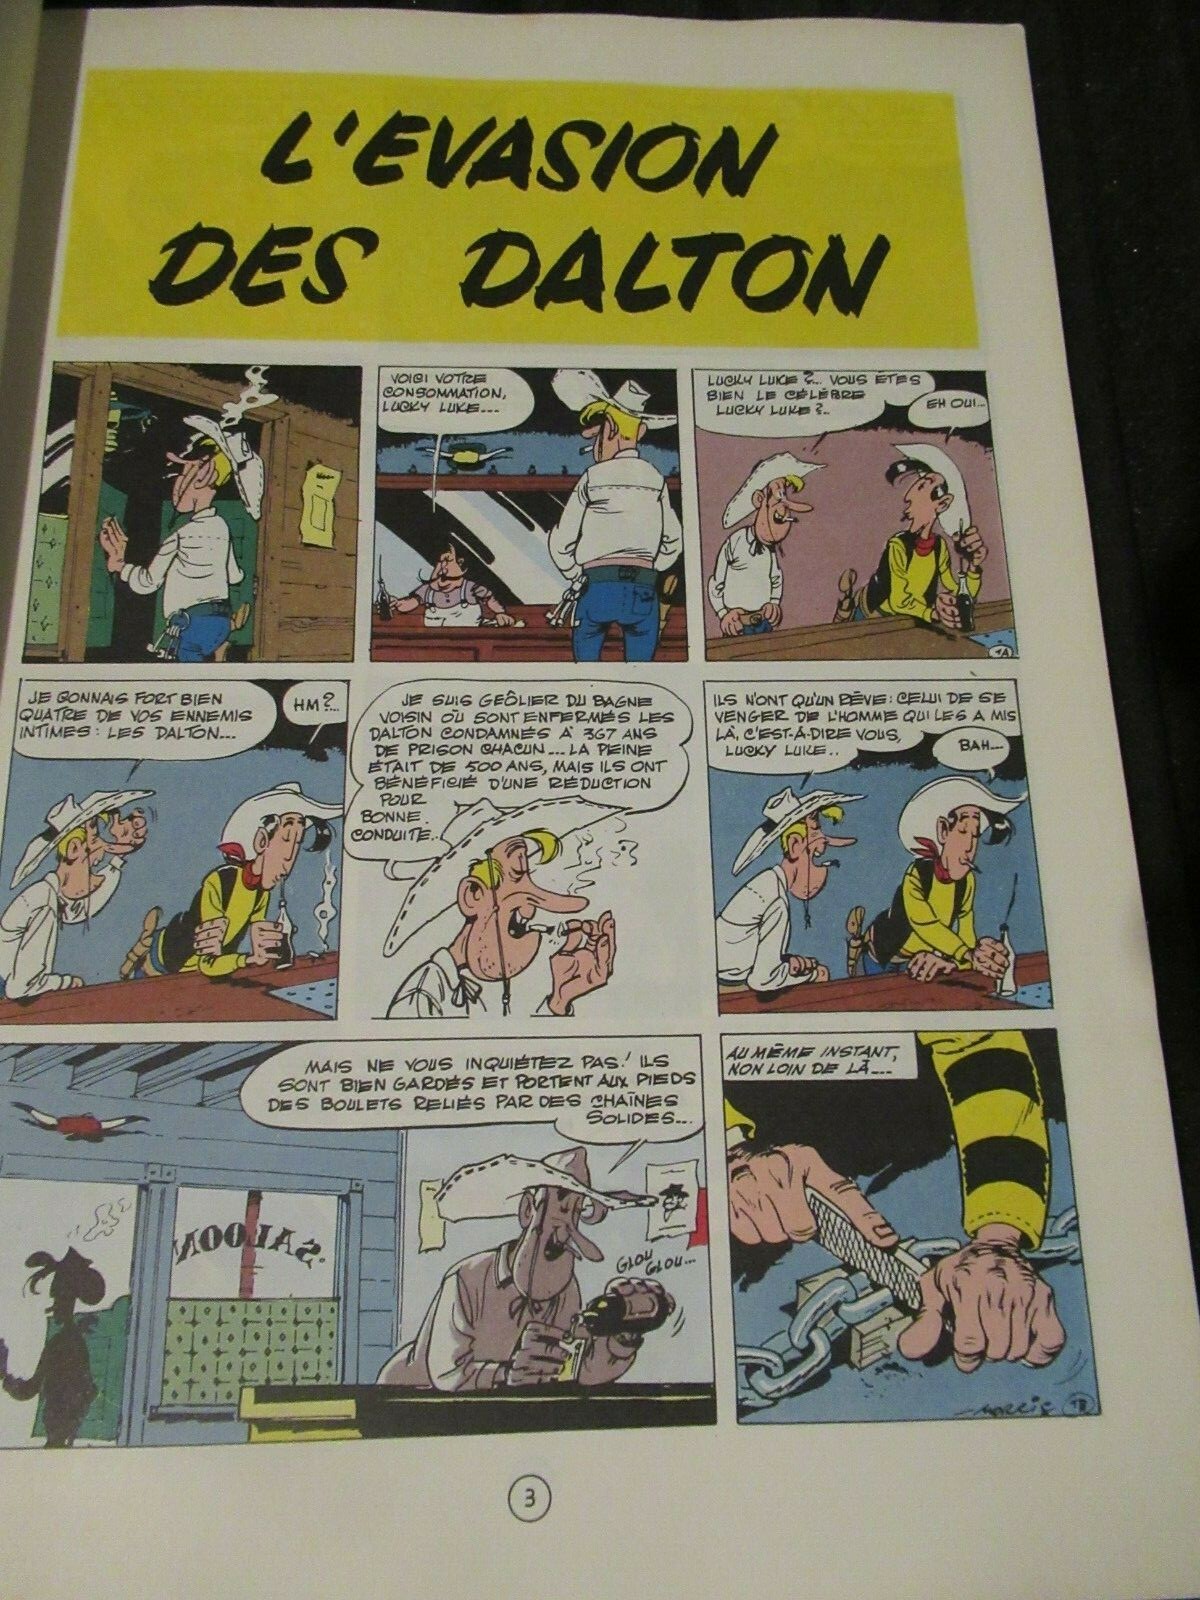 L'EVASION
DES DALTON
VOICI VOTRE
CONSOMMATION,
LUCKY LUKE...
LUCKY LUKE ?... VOUS ÊTES
BIEN LE CÉLÈBRE
LUCKY LUKE ?..
EH OUI...
1A
JE CONNAIS FORT BIEN
QUATRE DE VOS ENNEMIS
INTIMES : LES DALTON...
HM ?...
JE SUIS GEÔLIER DU BAGNE
VOISIN OÙ SONT ENFERMÉS LES
DALTON CONDAMNÉS À 367 ANS
DE PRISON CHACUN... LA PEINE
ÉTAIT DE 500 ANS, MAIS ILS ONT
BÉNÉFICIÉ D'UNE RÉDUCTION
POUR
BONNE
CONDUITE...
ILS N'ONT QU'UN RÊVE : CELUI DE SE
VENGER DE L'HOMME QUI LES A MIS
LÀ, C'EST-À-DIRE VOUS,
LUCKY LUKE..
BAH...
MAIS NE VOUS INQUIÉTEZ PAS ! ILS
SONT BIEN GARDÉS ET PORTENT AUX PIEDS
DES BOULETS RELIÉS PAR DES CHAÎNES
SOLIDES...
SALOON
GLOU
GLOU...
AU MÊME INSTANT,
NON LOIN DE LÀ...
MORRIS
1B
3